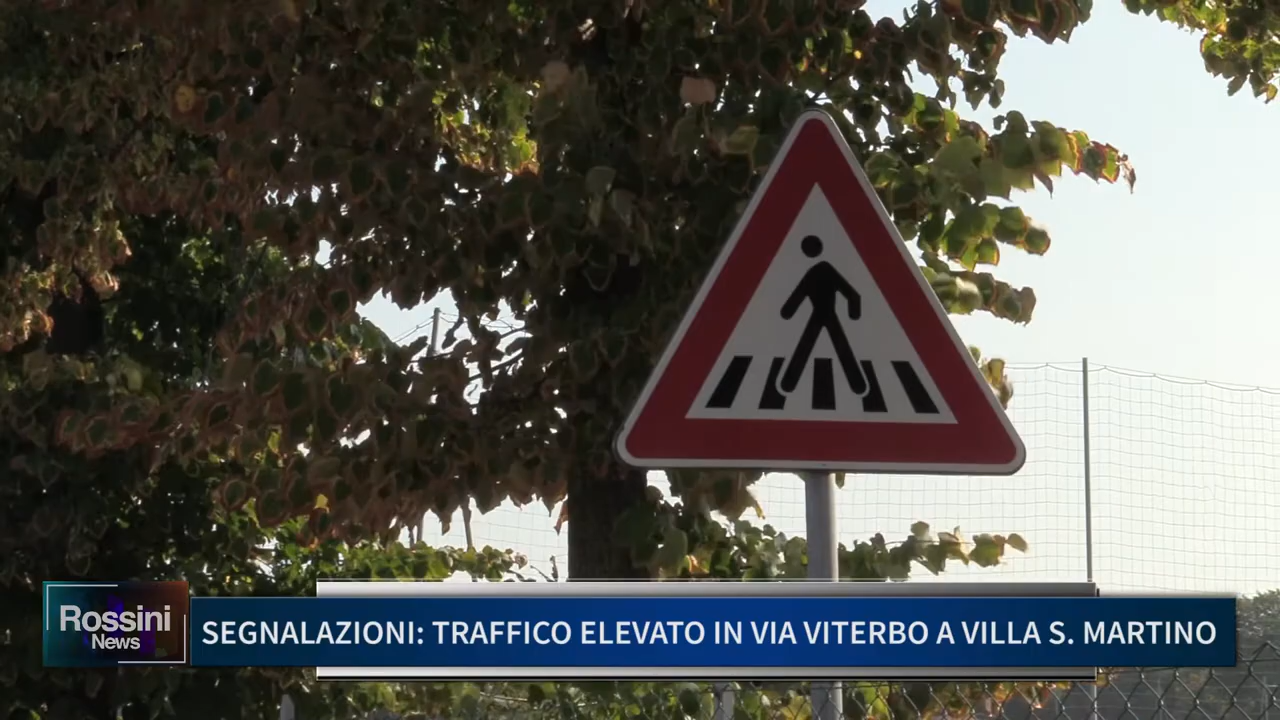 Rossini
News
SEGNALAZIONI: TRAFFICO ELEVATO IN VIA VITERBO A VILLA S. MARTINO